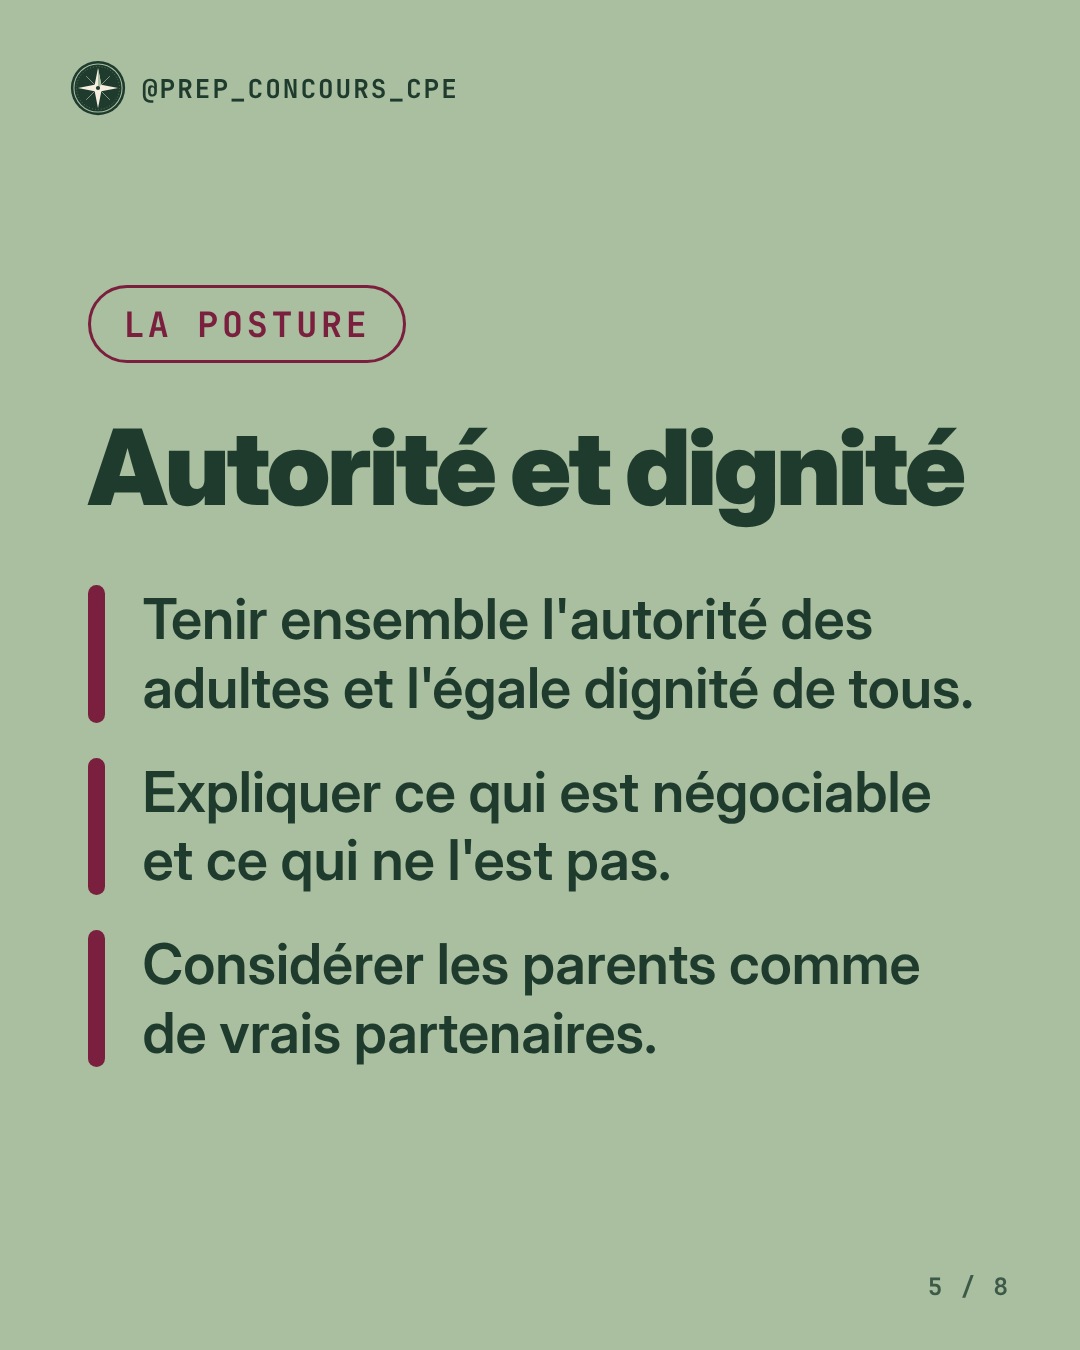 @PREP_CONCOURS_CPE
LA POSTURE
Autorité et dignité
Tenir ensemble l'autorité des
adultes et l'égale dignité de tous.
Expliquer ce qui est négociable
et ce qui ne l'est pas.
Considérer les parents comme
de vrais partenaires.
5 / 8